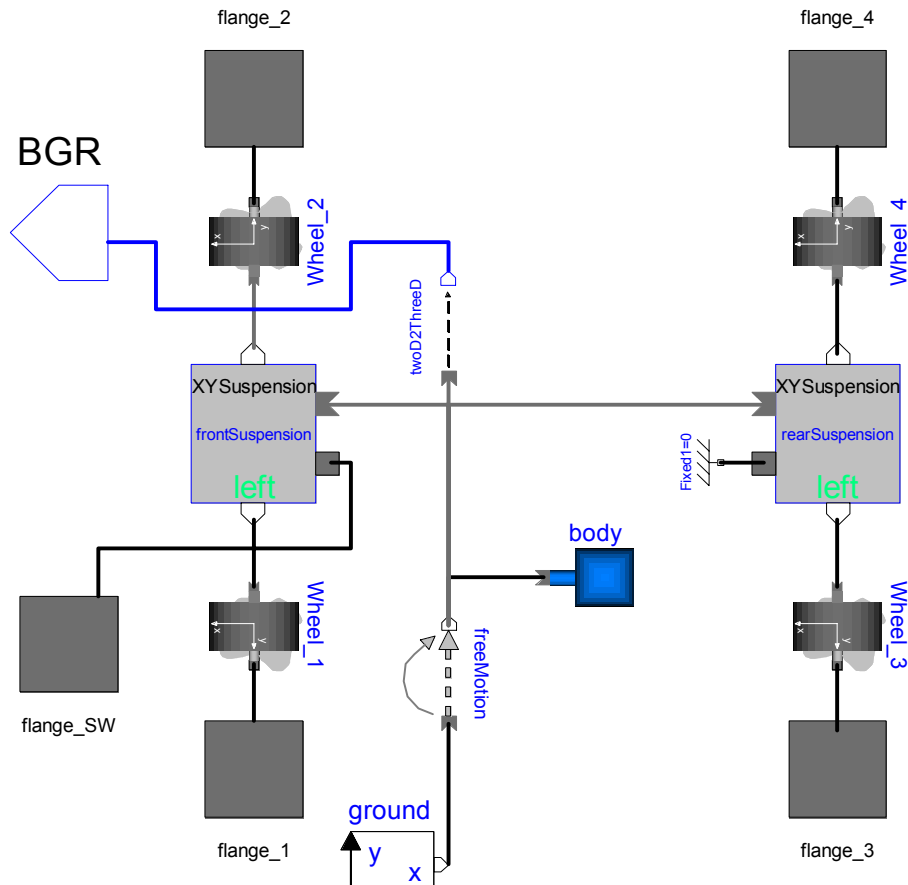 flange_2
flange_4
BGR
Wheel_2
x
y
Wheel_4
x
y
twoD2ThreeD
XYSuspension
frontSuspension
left
XYSuspension
rearSuspension
left
Fixed1=0
body
Wheel_1
x
y
freeMotion
Wheel_3
x
y
flange_SW
ground
y
x
flange_1
flange_3